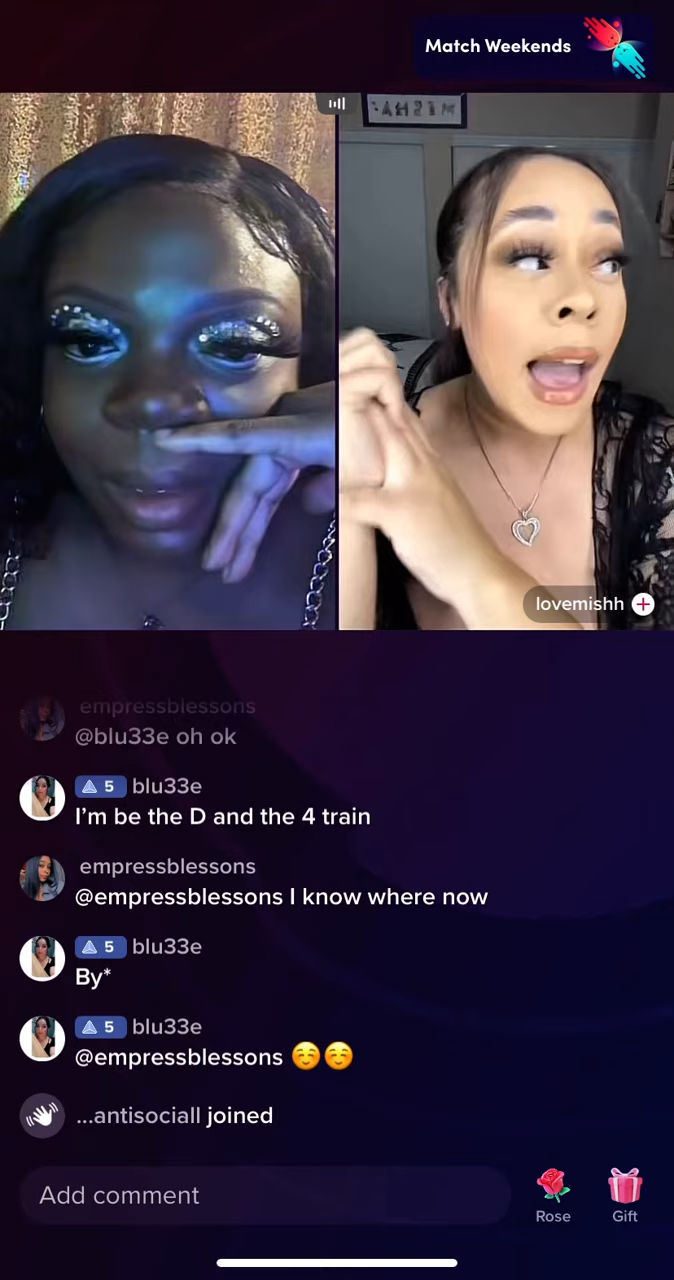 Match Weekends
MISHA
lovemishh
empressblessons
@blu33e oh ok
5 blu33e
I'm be the D and the 4 train
empressblessons
@empressblessons I know where now
5 blu33e
By*
5 blu33e
@empressblessons ☺️☺️
...antisociall joined
Add comment
Rose
Gift